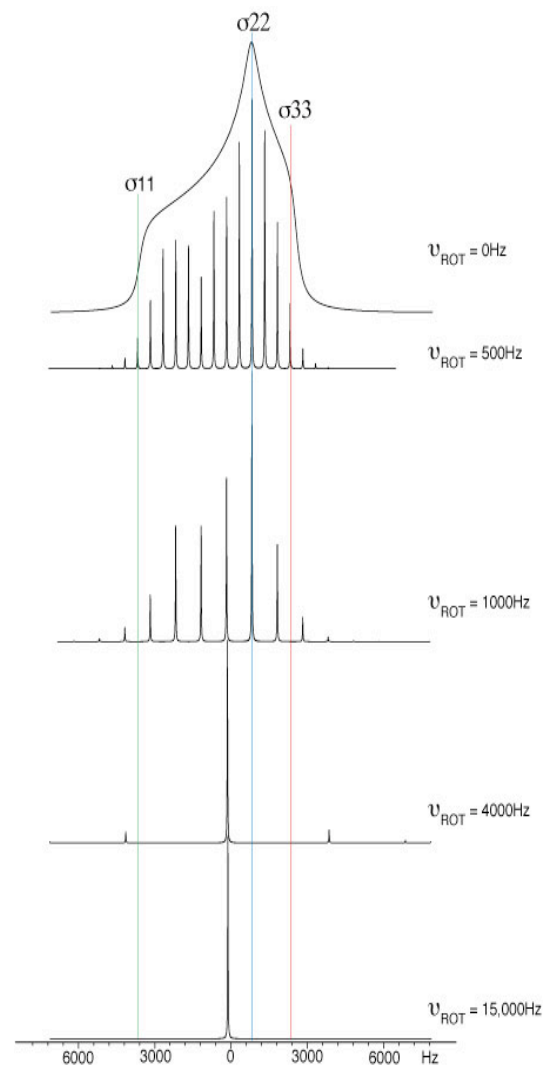 σ22
σ33
σ11
υROT = 0Hz
υROT = 500Hz
υROT = 1000Hz
υROT = 4000Hz
υROT = 15,000Hz
6000 3000 0 3000 6000 Hz